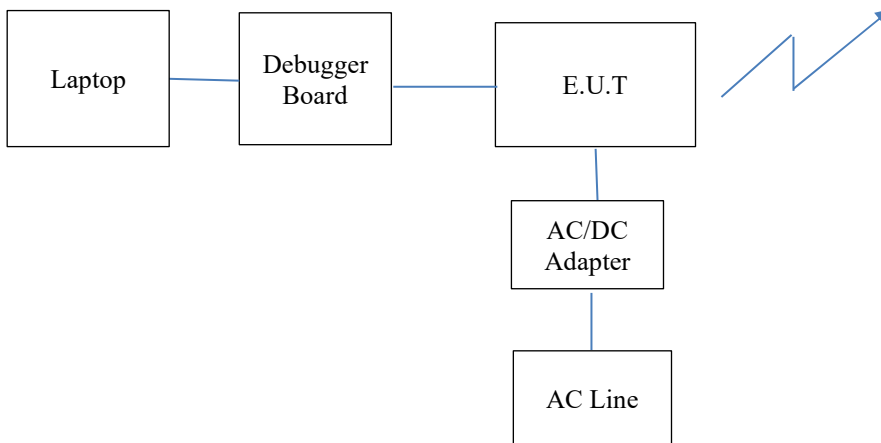 Laptop
Debugger
Board
E.U.T
AC/DC
Adapter
AC Line